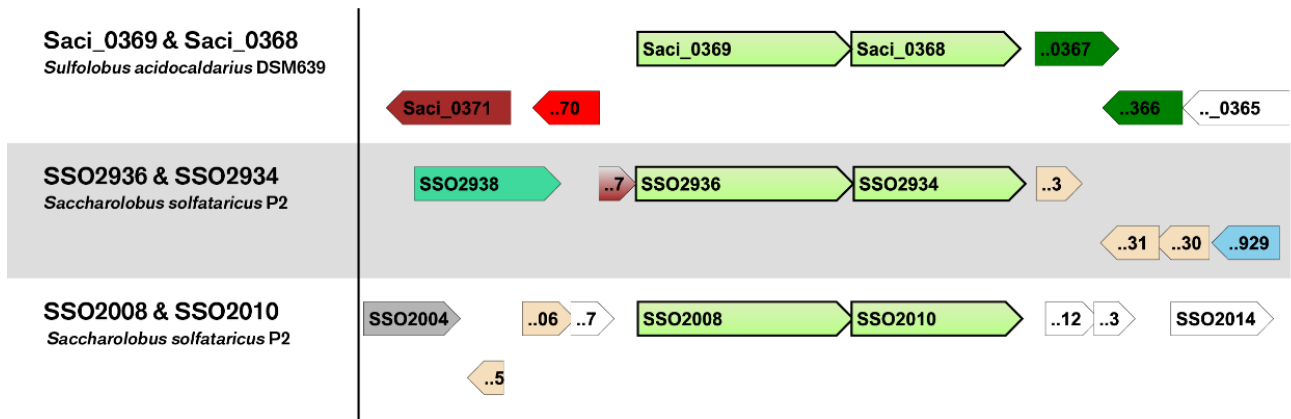 Saci_0369 & Saci_0368
Sulfolobus acidocaldarius DSM639
Saci_0369 Saci_0368 ..0367
Saci_0371 ..70 ..366 .._0365
SSO2936 & SSO2934
Saccharolobus solfataricus P2
SSO2938 ..7 SSO2936 SSO2934 ..3
..31 ..30 ..929
SSO2008 & SSO2010
Saccharolobus solfataricus P2
SSO2004 ..06 ..7 SSO2008 SSO2010 ..12 ..3 SSO2014
..5